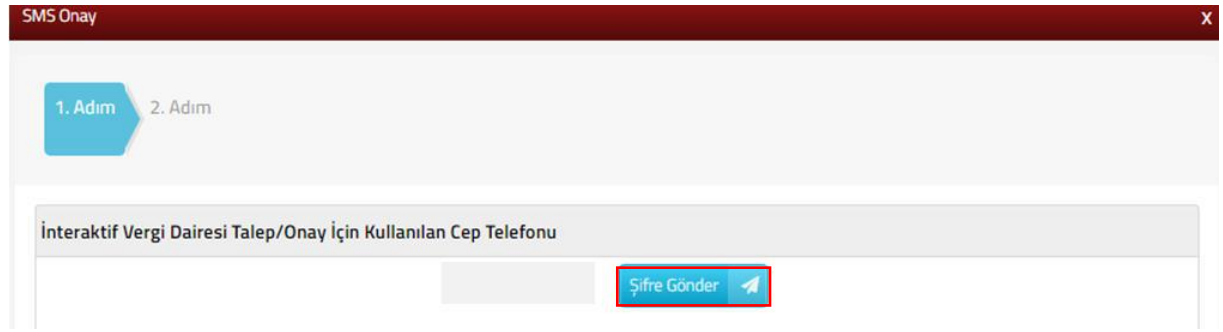 SMS Onay X
1. Adım 2. Adım
İnteraktif Vergi Dairesi Talep/Onay İçin Kullanılan Cep Telefonu
Şifre Gönder